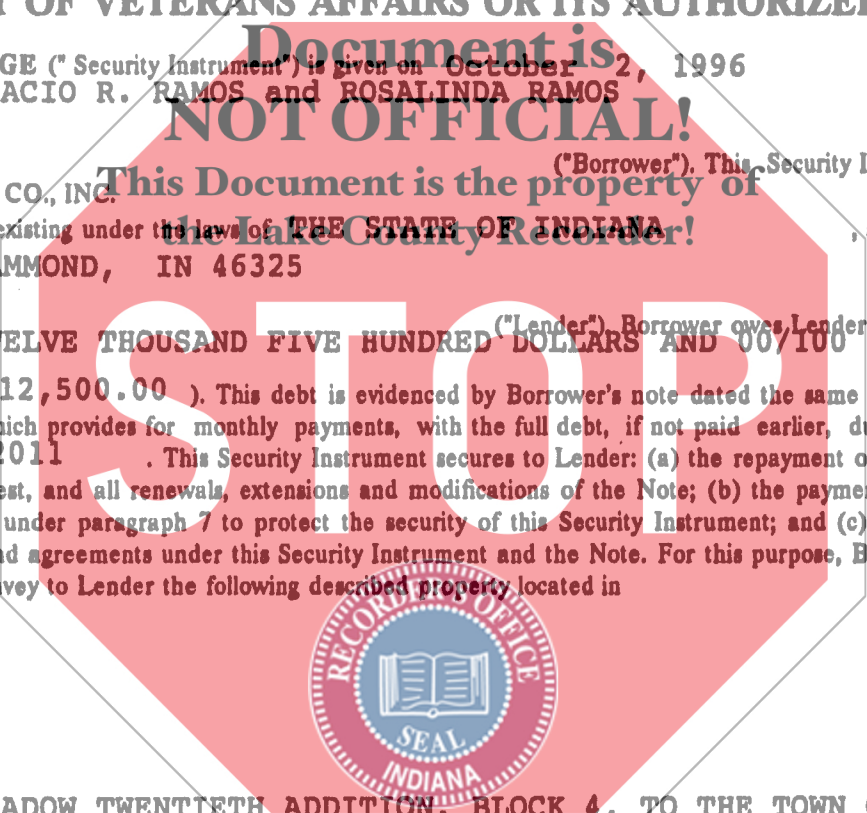 OF VETERANS AFFAIRS OR ITS AUTHORIZE
Document is
GE (" Security Instrument") is given on October 2, 1996
ACIO R. RAMOS and ROSALINDA RAMOS
NOT OFFICIAL!
("Borrower"). This Security I
This Document is the property of
CO., INC.
existing under the laws of THE STATE OF INDIANA ,
the Lake County Recorder!
MMOND, IN 46325
("Lender"). Borrower owes Lender
ELVE THOUSAND FIVE HUNDRED DOLLARS AND 00/100
STOP
12,500.00 ). This debt is evidenced by Borrower's note dated the same
ich provides for monthly payments, with the full debt, if not paid earlier, du
2011 . This Security Instrument secures to Lender: (a) the repayment o
est, and all renewals, extensions and modifications of the Note; (b) the payme
under paragraph 7 to protect the security of this Security Instrument; and (c)
d agreements under this Security Instrument and the Note. For this purpose, B
vey to Lender the following described property located in
RECORDER'S OFFICE
SEAL
INDIANA
ADOW TWENTIETH ADDITION, BLOCK 4, TO THE TOWN